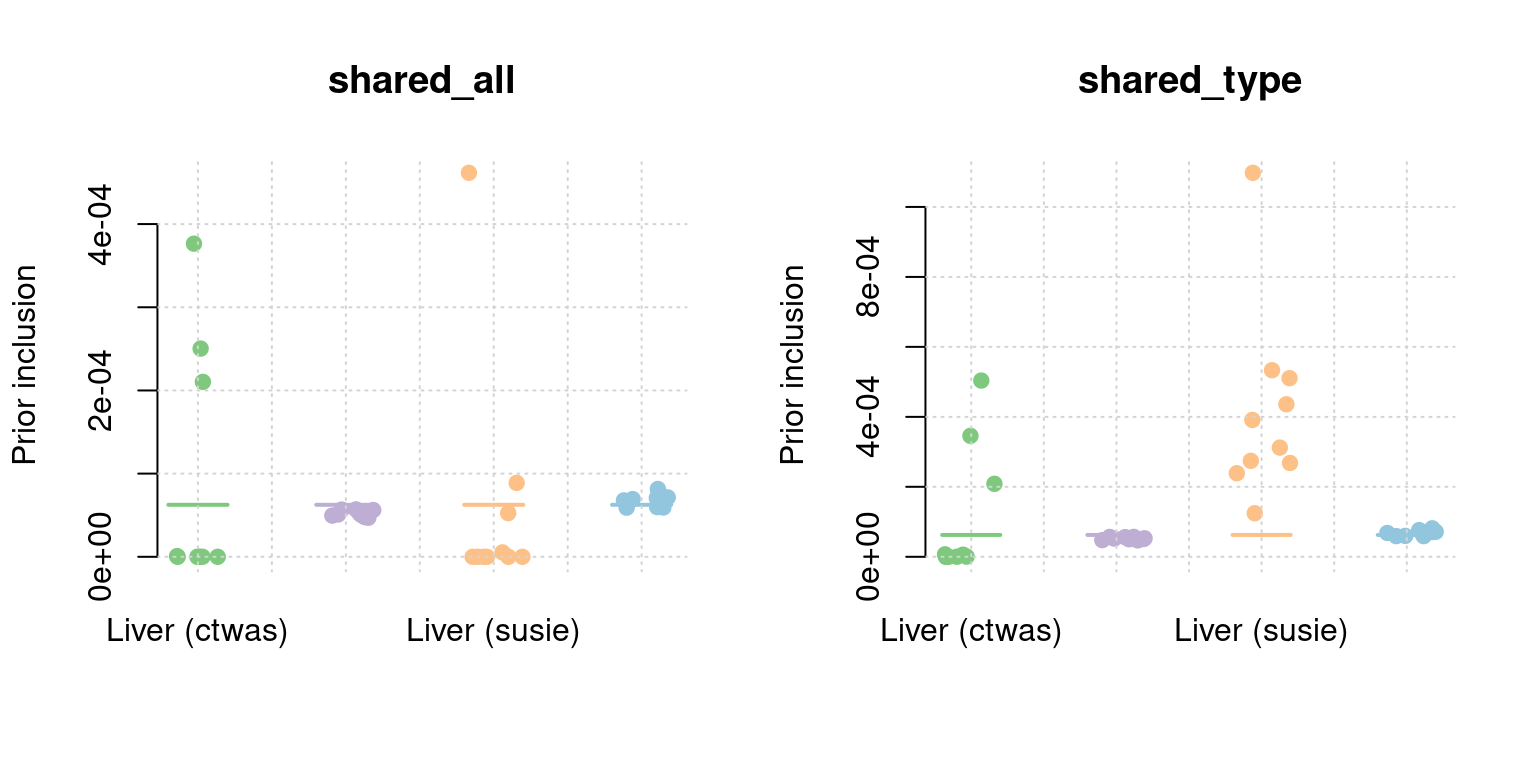 shared_all
Prior inclusion
4e-04
2e-04
0e+00
Liver (ctwas)
Liver (susie)
shared_type
Prior inclusion
8e-04
4e-04
0e+00
Liver (ctwas)
Liver (susie)